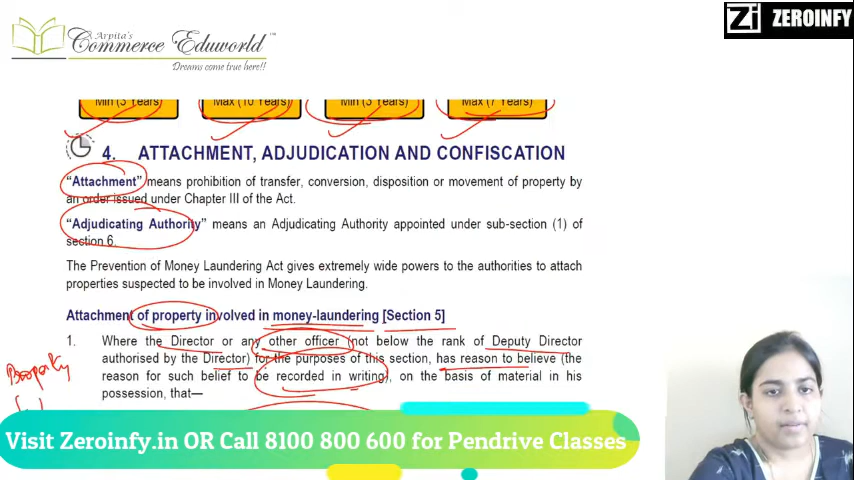 Arpita's
Commerce Eduworld™
Dreams come true here!!
Zi ZEROINFY
Min (3 Years)
Max (10 Years)
Min (3 Years)
Max (7 Years)
4. ATTACHMENT, ADJUDICATION AND CONFISCATION
"Attachment" means prohibition of transfer, conversion, disposition or movement of property by
an order issued under Chapter III of the Act.
"Adjudicating Authority" means an Adjudicating Authority appointed under sub-section (1) of
section 6.
The Prevention of Money Laundering Act gives extremely wide powers to the authorities to attach
properties suspected to be involved in Money Laundering.
Attachment of property involved in money-laundering [Section 5]
1. Where the Director or any other officer (not below the rank of Deputy Director
authorised by the Director) for the purposes of this section, has reason to believe (the
reason for such belief to be recorded in writing), on the basis of material in his
possession, that—
Property
Visit Zeroinfy.in OR Call 8100 800 600 for Pendrive Classes